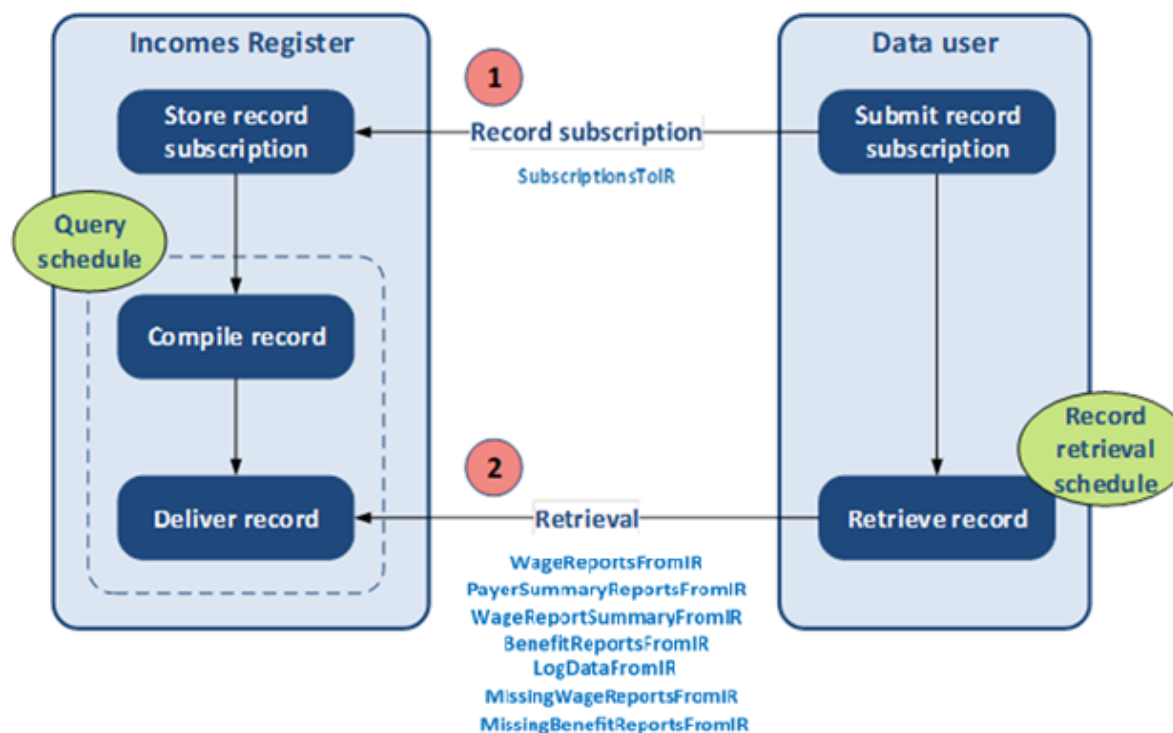 Incomes Register
Data user
1
Store record
subscription
Record subscription
Submit record
subscription
SubscriptionsToIR
Query
schedule
Compile record
Record
retrieval
schedule
2
Deliver record
Retrieval
Retrieve record
WageReportsFromIR
PayerSummaryReportsFromIR
WageReportSummaryFromIR
BenefitReportsFromIR
LogDataFromIR
MissingWageReportsFromIR
MissingBenefitReportsFromIR